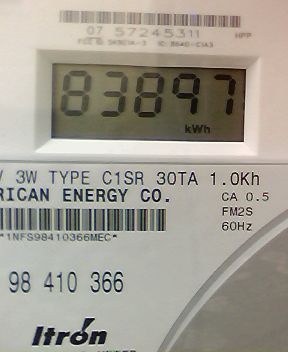 07 57245311
83897
kWh
3W TYPE C1SR 30TA 1.0Kh
RICAN ENERGY CO.
CA 0.5
FM2S
60Hz
*1NFS98410366MEC*
98 410 366
Itron